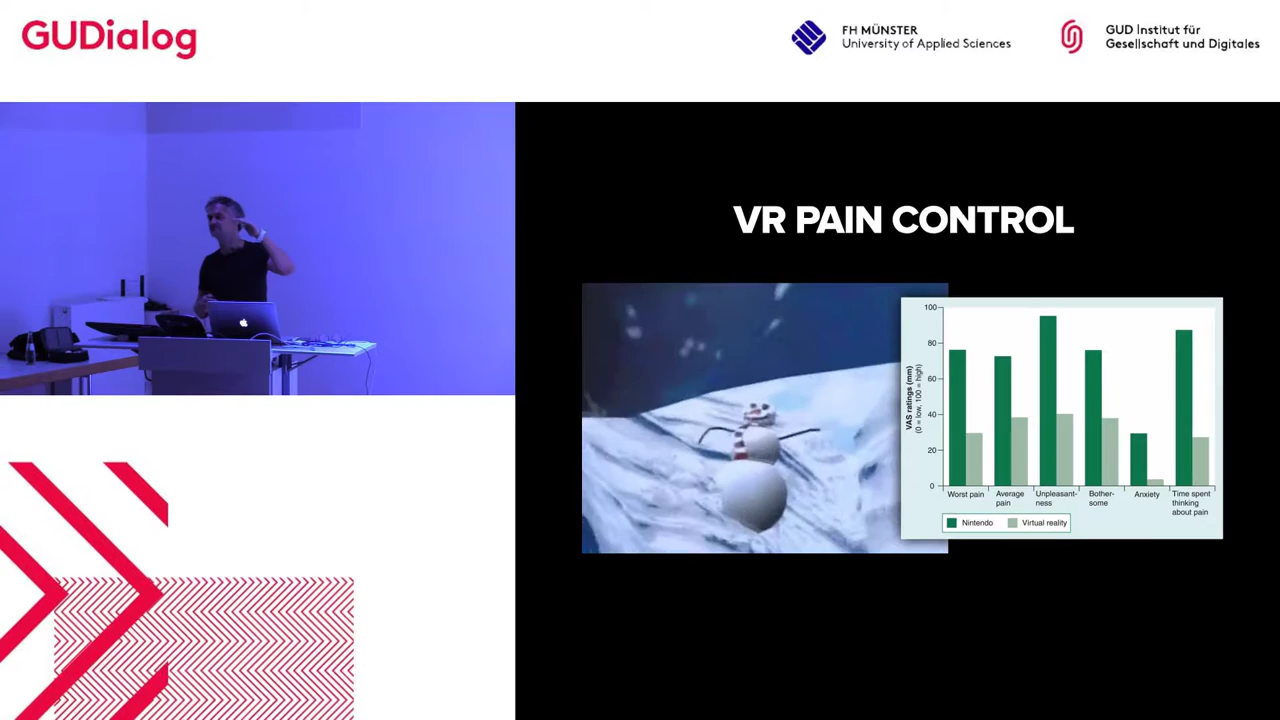 GUDialog
FH MÜNSTER
University of Applied Sciences
GUD Institut für
Gesellschaft und Digitales
VR PAIN CONTROL
VAS ratings (mm)
(0 = low, 100 = high)
100
80
60
40
20
0
Worst pain
Average
pain
Unpleasant-
ness
Bother-
some
Anxiety
Time spent
thinking
about pain
Nintendo
Virtual reality